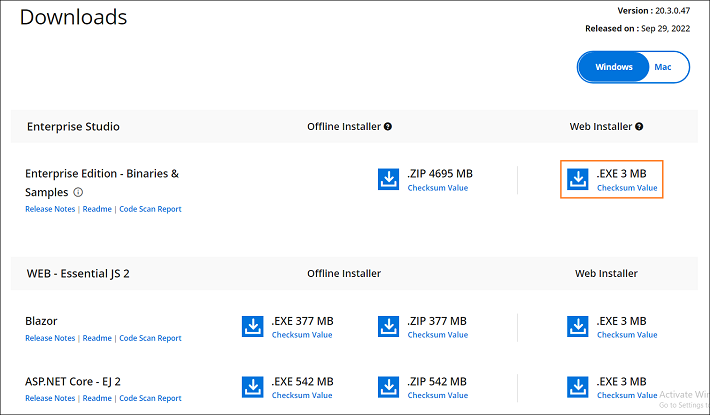 Downloads
Version : 20.3.0.47
Released on : Sep 29, 2022
Windows Mac
Enterprise Studio Offline Installer Web Installer
Enterprise Edition - Binaries &
Samples
.ZIP 4695 MB .EXE 3 MB
Checksum Value Checksum Value
Release Notes | Readme | Code Scan Report
WEB - Essential JS 2 Offline Installer Web Installer
Blazor .EXE 377 MB .ZIP 377 MB .EXE 3 MB
Release Notes | Readme | Code Scan Report Checksum Value Checksum Value Checksum Value
ASP.NET Core - EJ 2 .EXE 542 MB .ZIP 542 MB .EXE 3 MB
Release Notes | Readme | Code Scan Report Checksum Value Checksum Value Checksum Value
Activate Win
Go to Settings t